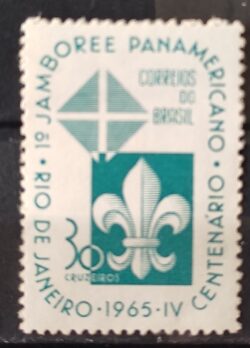 1º JAMBOREE PANAMERICANO ·
RIO DE JANEIRO · 1965 · IV CENTENÁRIO ·
CORREIOS
DO
BRASIL
30
CRUZEIROS